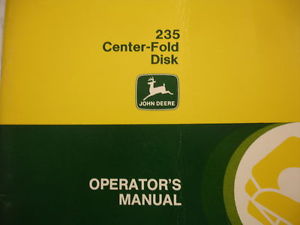 235
Center-Fold
Disk
JOHN DEERE
OPERATOR'S
MANUAL